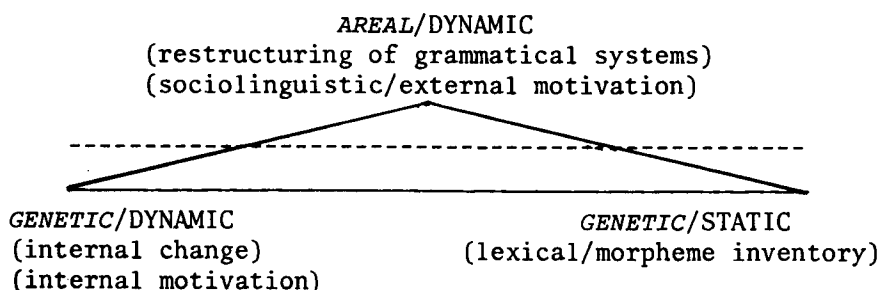 AREAL/DYNAMIC
(restructuring of grammatical systems)
(sociolinguistic/external motivation)
GENETIC/DYNAMIC
(internal change)
(internal motivation)
GENETIC/STATIC
(lexical/morpheme inventory)